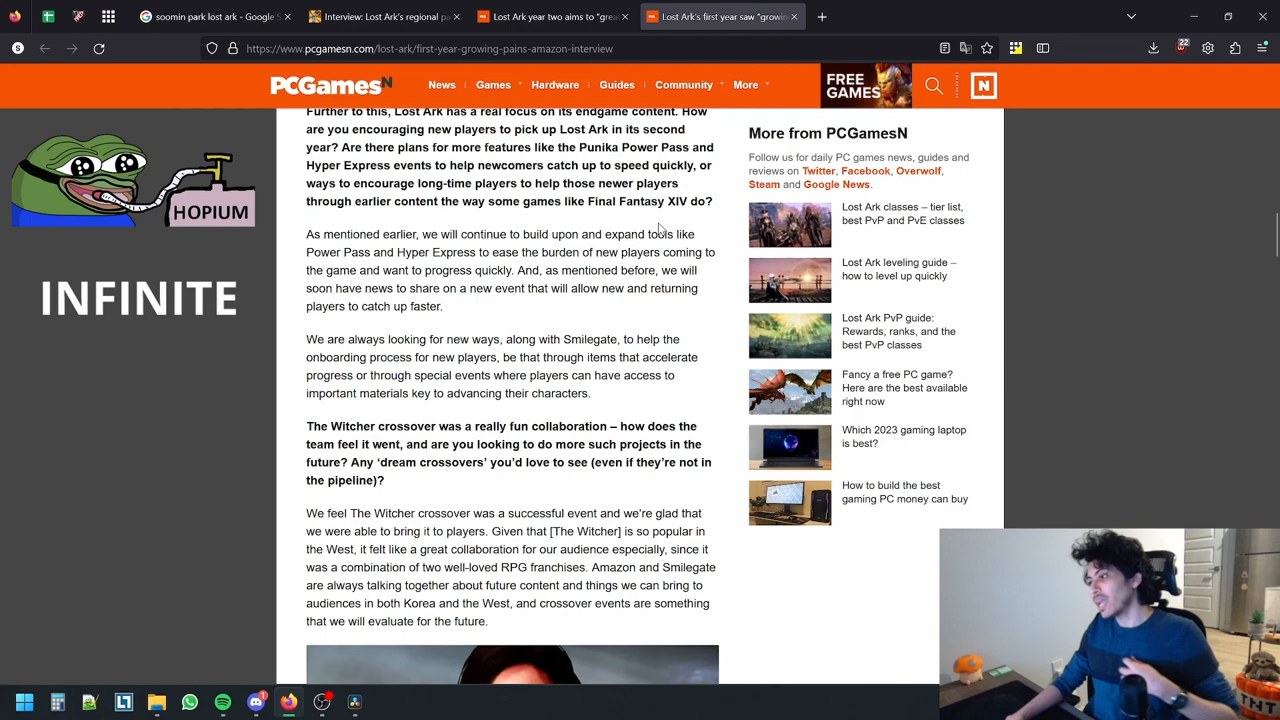 soomin park lost ark - Google S
Interview: Lost Ark's regional pa
Lost Ark year two aims to "grea
Lost Ark's first year saw "growin
https://www.pcgamesn.com/lost-ark/first-year-growing-pains-amazon-interview
22
PCGamesN
News
Games
Hardware
Guides
Community
More
FREE
GAMES
N
HOPIUM
INFINITE
Further to this, Lost Ark has a real focus on its endgame content. How
are you encouraging new players to pick up Lost Ark in its second
year? Are there plans for more features like the Punika Power Pass and
Hyper Express events to help newcomers catch up to speed quickly, or
ways to encourage long-time players to help those newer players
through earlier content the way some games like Final Fantasy XIV do?
As mentioned earlier, we will continue to build upon and expand tools like
Power Pass and Hyper Express to ease the burden of new players coming to
the game and want to progress quickly. And, as mentioned before, we will
soon have news to share on a new event that will allow new and returning
players to catch up faster.
We are always looking for new ways, along with Smilegate, to help the
onboarding process for new players, be that through items that accelerate
progress or through special events where players can have access to
important materials key to advancing their characters.
The Witcher crossover was a really fun collaboration – how does the
team feel it went, and are you looking to do more such projects in the
future? Any ‘dream crossovers’ you’d love to see (even if they’re not in
the pipeline)?
We feel The Witcher crossover was a successful event and we’re glad that
we were able to bring it to players. Given that [The Witcher] is so popular in
the West, it felt like a great collaboration for our audience especially, since it
was a combination of two well-loved RPG franchises. Amazon and Smilegate
are always talking together about future content and things we can bring to
audiences in both Korea and the West, and crossover events are something
that we will evaluate for the future.
More from PCGamesN
Follow us for daily PC games news, guides and
reviews on Twitter, Facebook, Overwolf,
Steam and Google News.
Lost Ark classes – tier list,
best PvP and PvE classes
Lost Ark leveling guide –
how to level up quickly
Lost Ark PvP guide:
Rewards, ranks, and the
best PvP classes
Fancy a free PC game?
Here are the best available
right now
Which 2023 gaming laptop
is best?
How to build the best
gaming PC money can buy
TNT